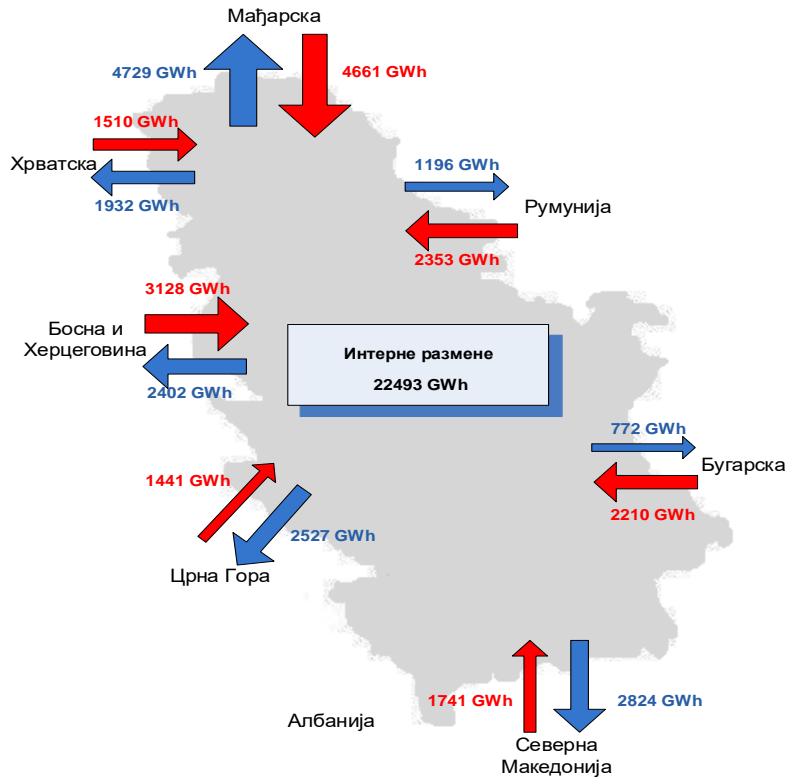 Мађарска
4729 GWh
4661 GWh
1510 GWh
Хрватска
1932 GWh
1196 GWh
Румунија
2353 GWh
3128 GWh
Босна и
Херцеговина
2402 GWh
Интерне размене
22493 GWh
772 GWh
Бугарска
2210 GWh
1441 GWh
2527 GWh
Црна Гора
1741 GWh
2824 GWh
Албанија
Северна
Македонија